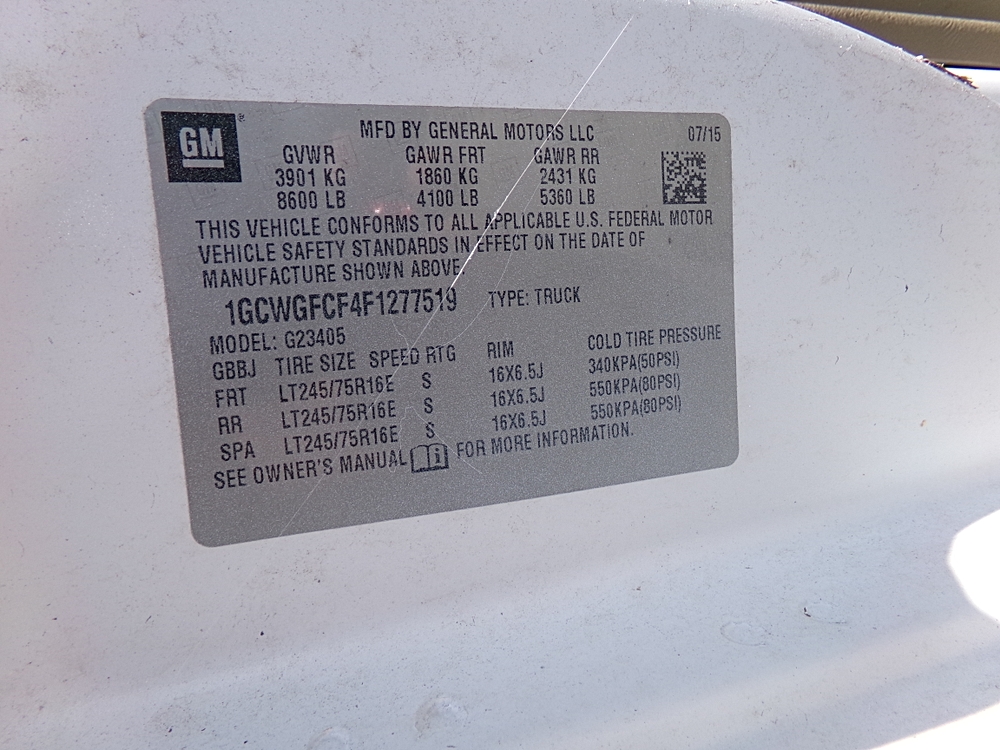 GM ® MFD BY GENERAL MOTORS LLC 07/15
GVWR GAWR FRT GAWR RR
3901 KG 1860 KG 2431 KG
8600 LB 4100 LB 5360 LB
THIS VEHICLE CONFORMS TO ALL APPLICABLE U.S. FEDERAL MOTOR
VEHICLE SAFETY STANDARDS IN EFFECT ON THE DATE OF
MANUFACTURE SHOWN ABOVE.
1GCWGFCF4F1277519 TYPE: TRUCK
MODEL: G23405
GBBJ TIRE SIZE SPEED RTG RIM COLD TIRE PRESSURE
FRT LT245/75R16E S 16X6.5J 340KPA(50PSI)
RR LT245/75R16E S 16X6.5J 550KPA(80PSI)
SPA LT245/75R16E S 16X6.5J 550KPA(80PSI)
SEE OWNER'S MANUAL i FOR MORE INFORMATION.